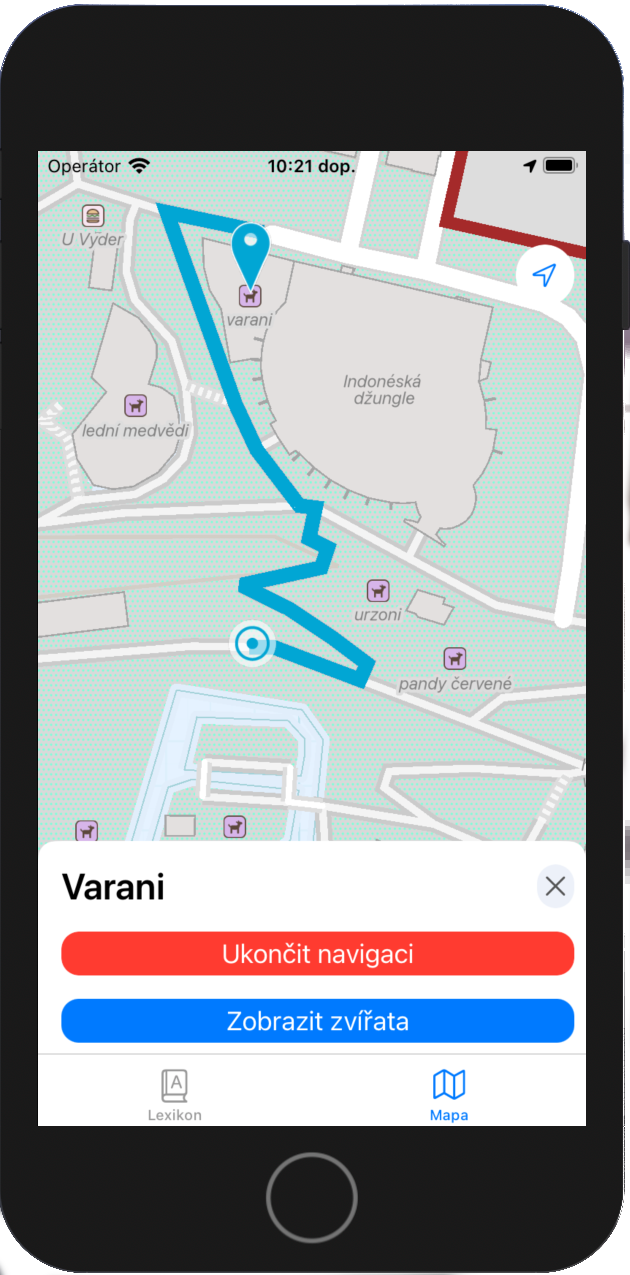 Operátor
10:21 dop.
U Vyder
varani
Indonéská
džungle
lední medvědi
urzoni
pandy červené
Varani
Ukončit navigaci
Zobrazit zvířata
A
Lexikon
Mapa